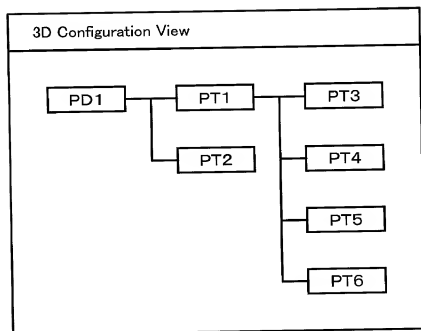 3D Configuration View
PD1 PT1 PT3
PT2 PT4
PT5
PT6